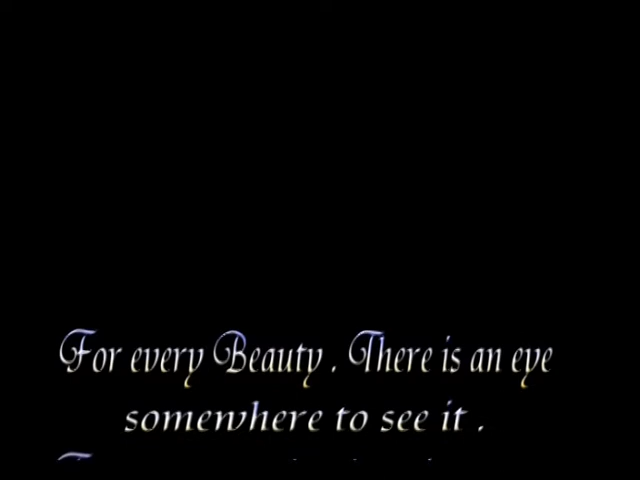 For every Beauty . There is an eye
somewhere to see it .